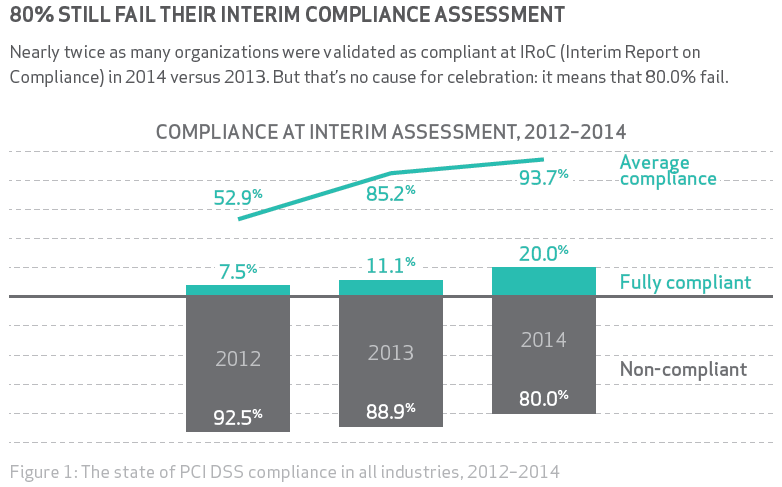 80% STILL FAIL THEIR INTERIM COMPLIANCE ASSESSMENT
Nearly twice as many organizations were validated as compliant at IRoC (Interim Report on
Compliance) in 2014 versus 2013. But that’s no cause for celebration: it means that 80.0% fail.
COMPLIANCE AT INTERIM ASSESSMENT, 2012–2014
Average
compliance
52.9%
85.2%
93.7%
7.5%
11.1%
20.0%
Fully compliant
2012
2013
2014
Non-compliant
92.5%
88.9%
80.0%
Figure 1: The state of PCI DSS compliance in all industries, 2012–2014